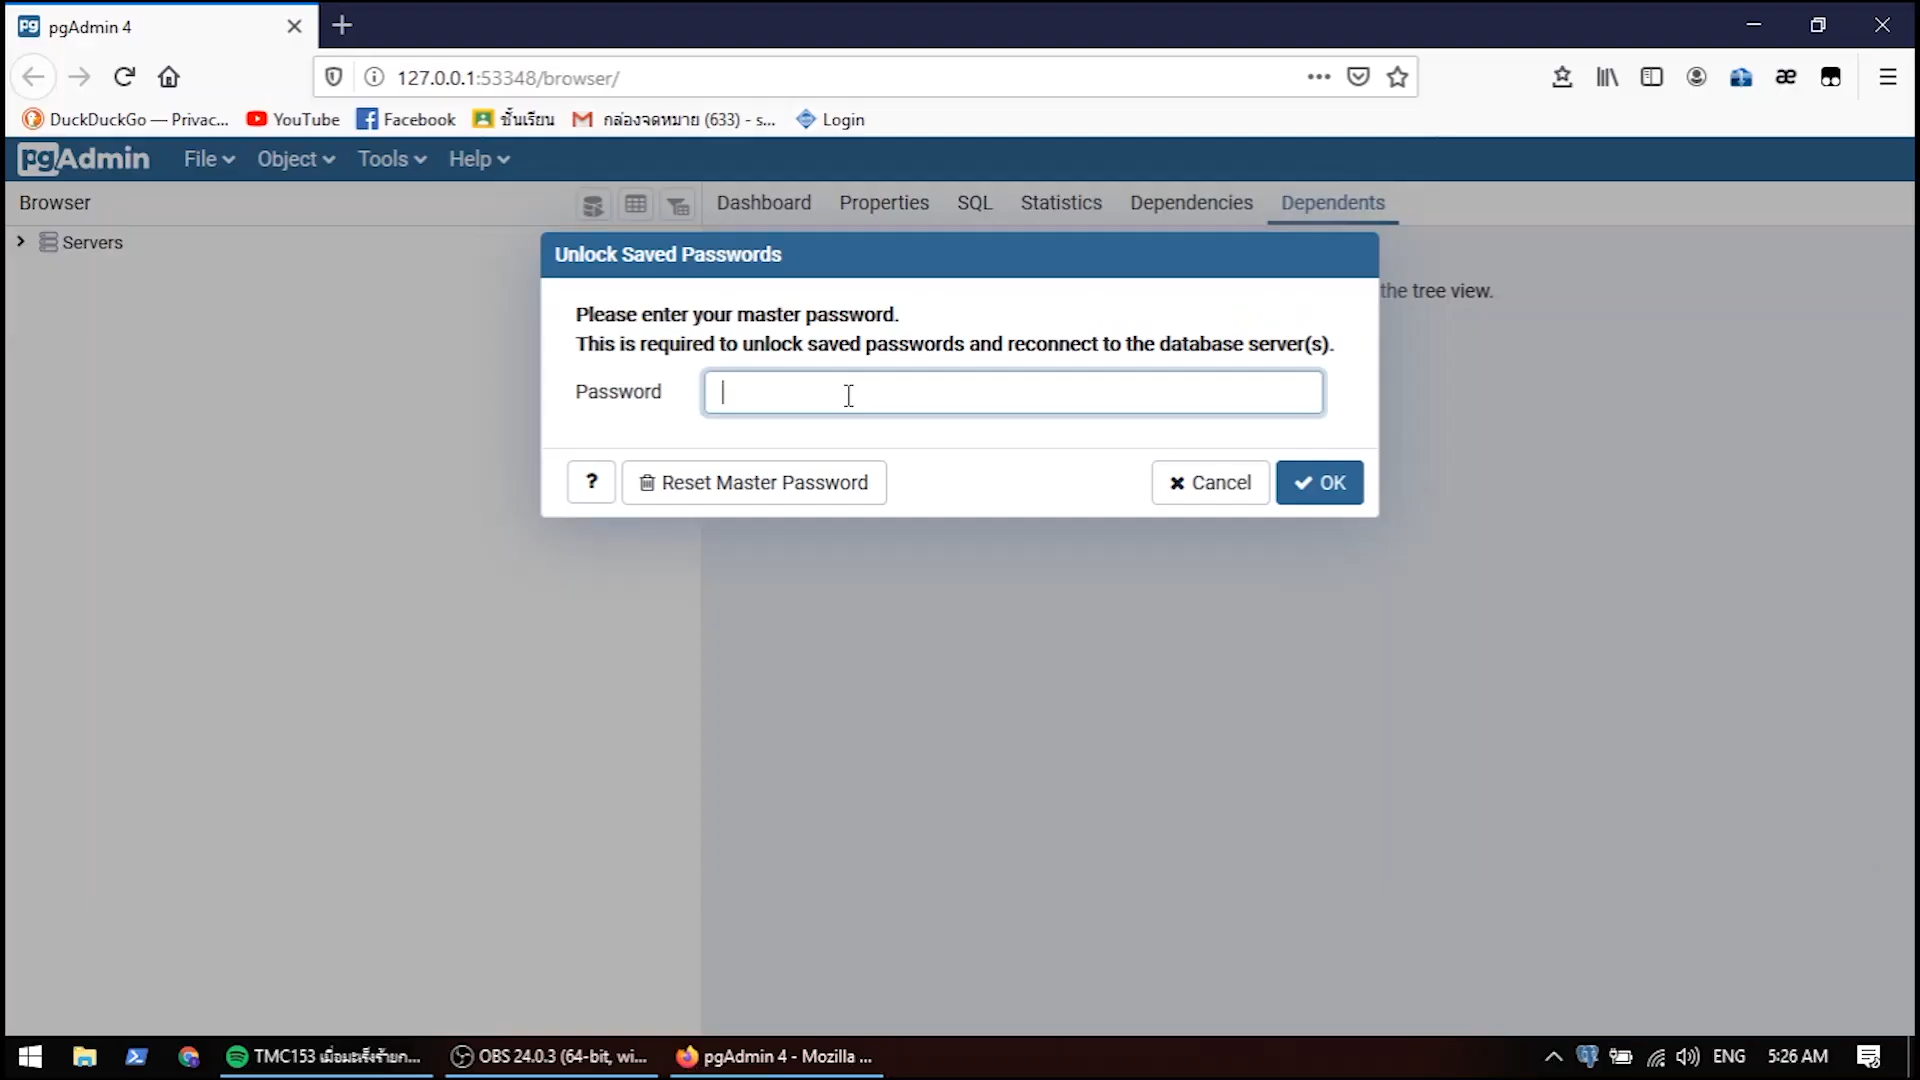 pgAdmin 4
127.0.0.1:53348/browser/
DuckDuckGo — Privac...
YouTube
Facebook
ชั้นเรียน
กล่องจดหมาย (633) - s...
Login
pgAdmin
File
Object
Tools
Help
Browser
Dashboard
Properties
SQL
Statistics
Dependencies
Dependents
Servers
Unlock Saved Passwords
the tree view.
Please enter your master password.
This is required to unlock saved passwords and reconnect to the database server(s).
Password
?
Reset Master Password
Cancel
OK
TMC153 เมื่อมะเร็งร้ายก...
OBS 24.0.3 (64-bit, wi...
pgAdmin 4 - Mozilla ...
ENG
5:26 AM